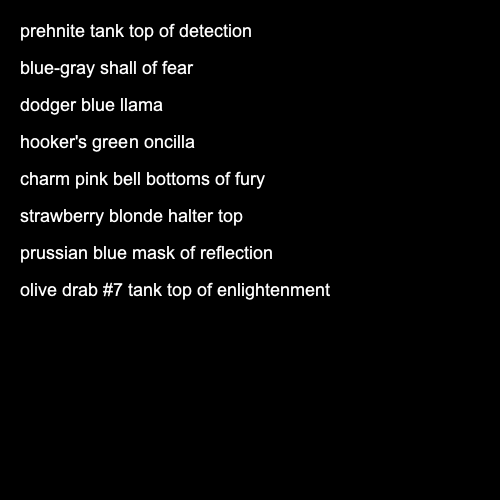 prehnite tank top of detection
blue-gray shall of fear
dodger blue llama
hooker's green oncilla
charm pink bell bottoms of fury
strawberry blonde halter top
prussian blue mask of reflection
olive drab #7 tank top of enlightenment